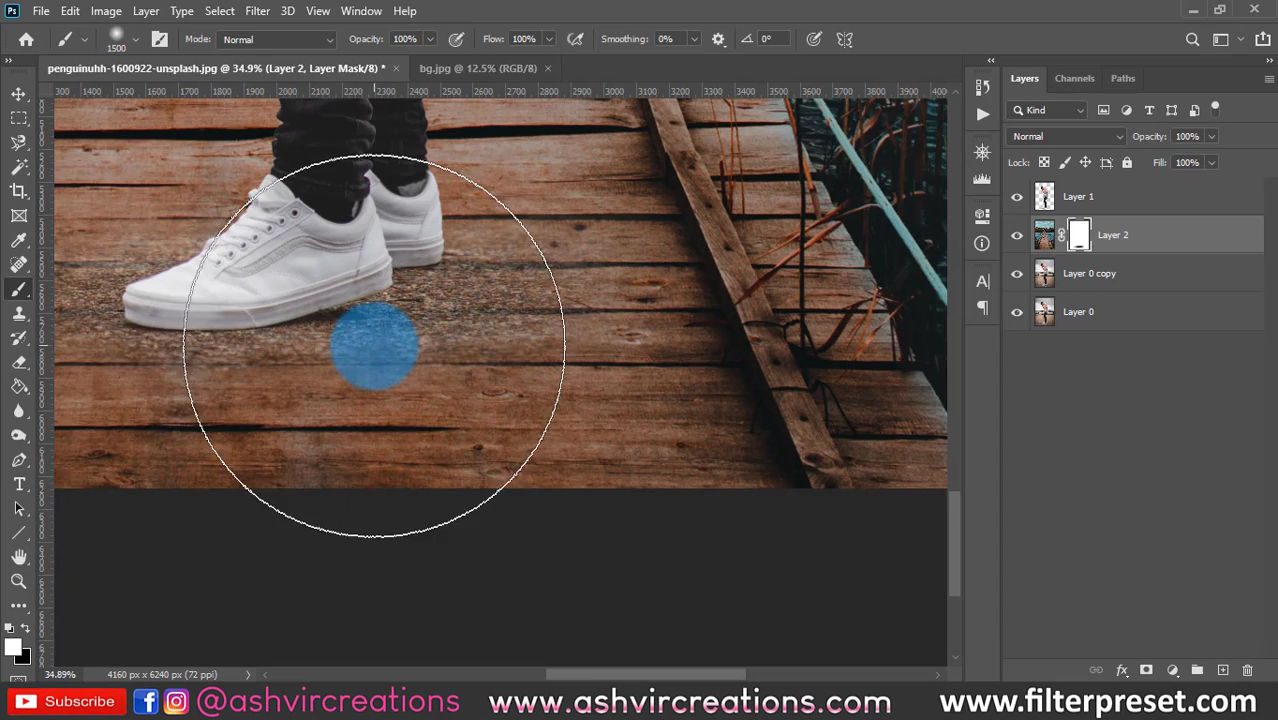 Ps File Edit Image Layer Type Select Filter 3D View Window Help
1500 Mode: Normal Opacity: 100% Flow: 100% Smoothing: 0% 0°
penguinuhh-1600922-unsplash.jpg @ 34.9% (Layer 2, Layer Mask/8) * × bg.jpg @ 12.5% (RGB/8) ×
300 1400 1500 1600 1700 1800 1900 2000 2100 2200 2300 2400 2500 2600 2700 2800 2900 3000 3100 3200 3300 3400 3500 3600 3700 3800 3900 400
Layers Channels Paths
Kind
Normal Opacity: 100%
Lock: Fill: 100%
Layer 1
Layer 2
Layer 0 copy
Layer 0
34.89% 4160 px x 6240 px (72 ppi)
Subscribe @ashvircreations www.ashvircreations.com www.filterpreset.com